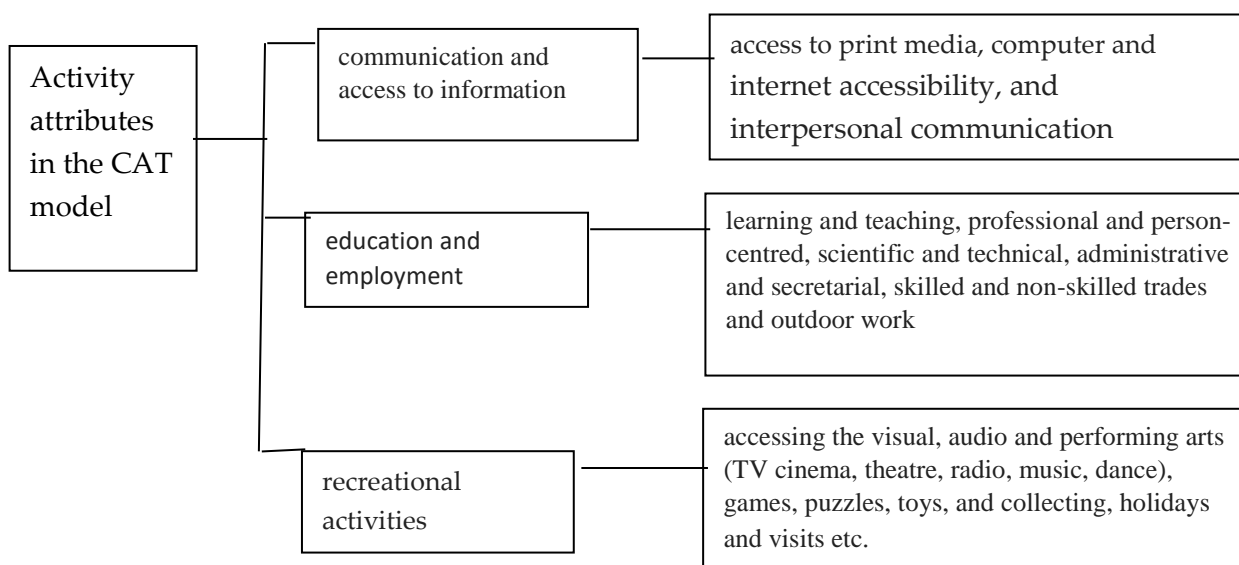 Activity
attributes
in the CAT
model
communication and
access to information
access to print media, computer and
internet accessibility, and
interpersonal communication
education and
employment
learning and teaching, professional and person-
centred, scientific and technical, administrative
and secretarial, skilled and non-skilled trades
and outdoor work
recreational
activities
accessing the visual, audio and performing arts
(TV cinema, theatre, radio, music, dance),
games, puzzles, toys, and collecting, holidays
and visits etc.